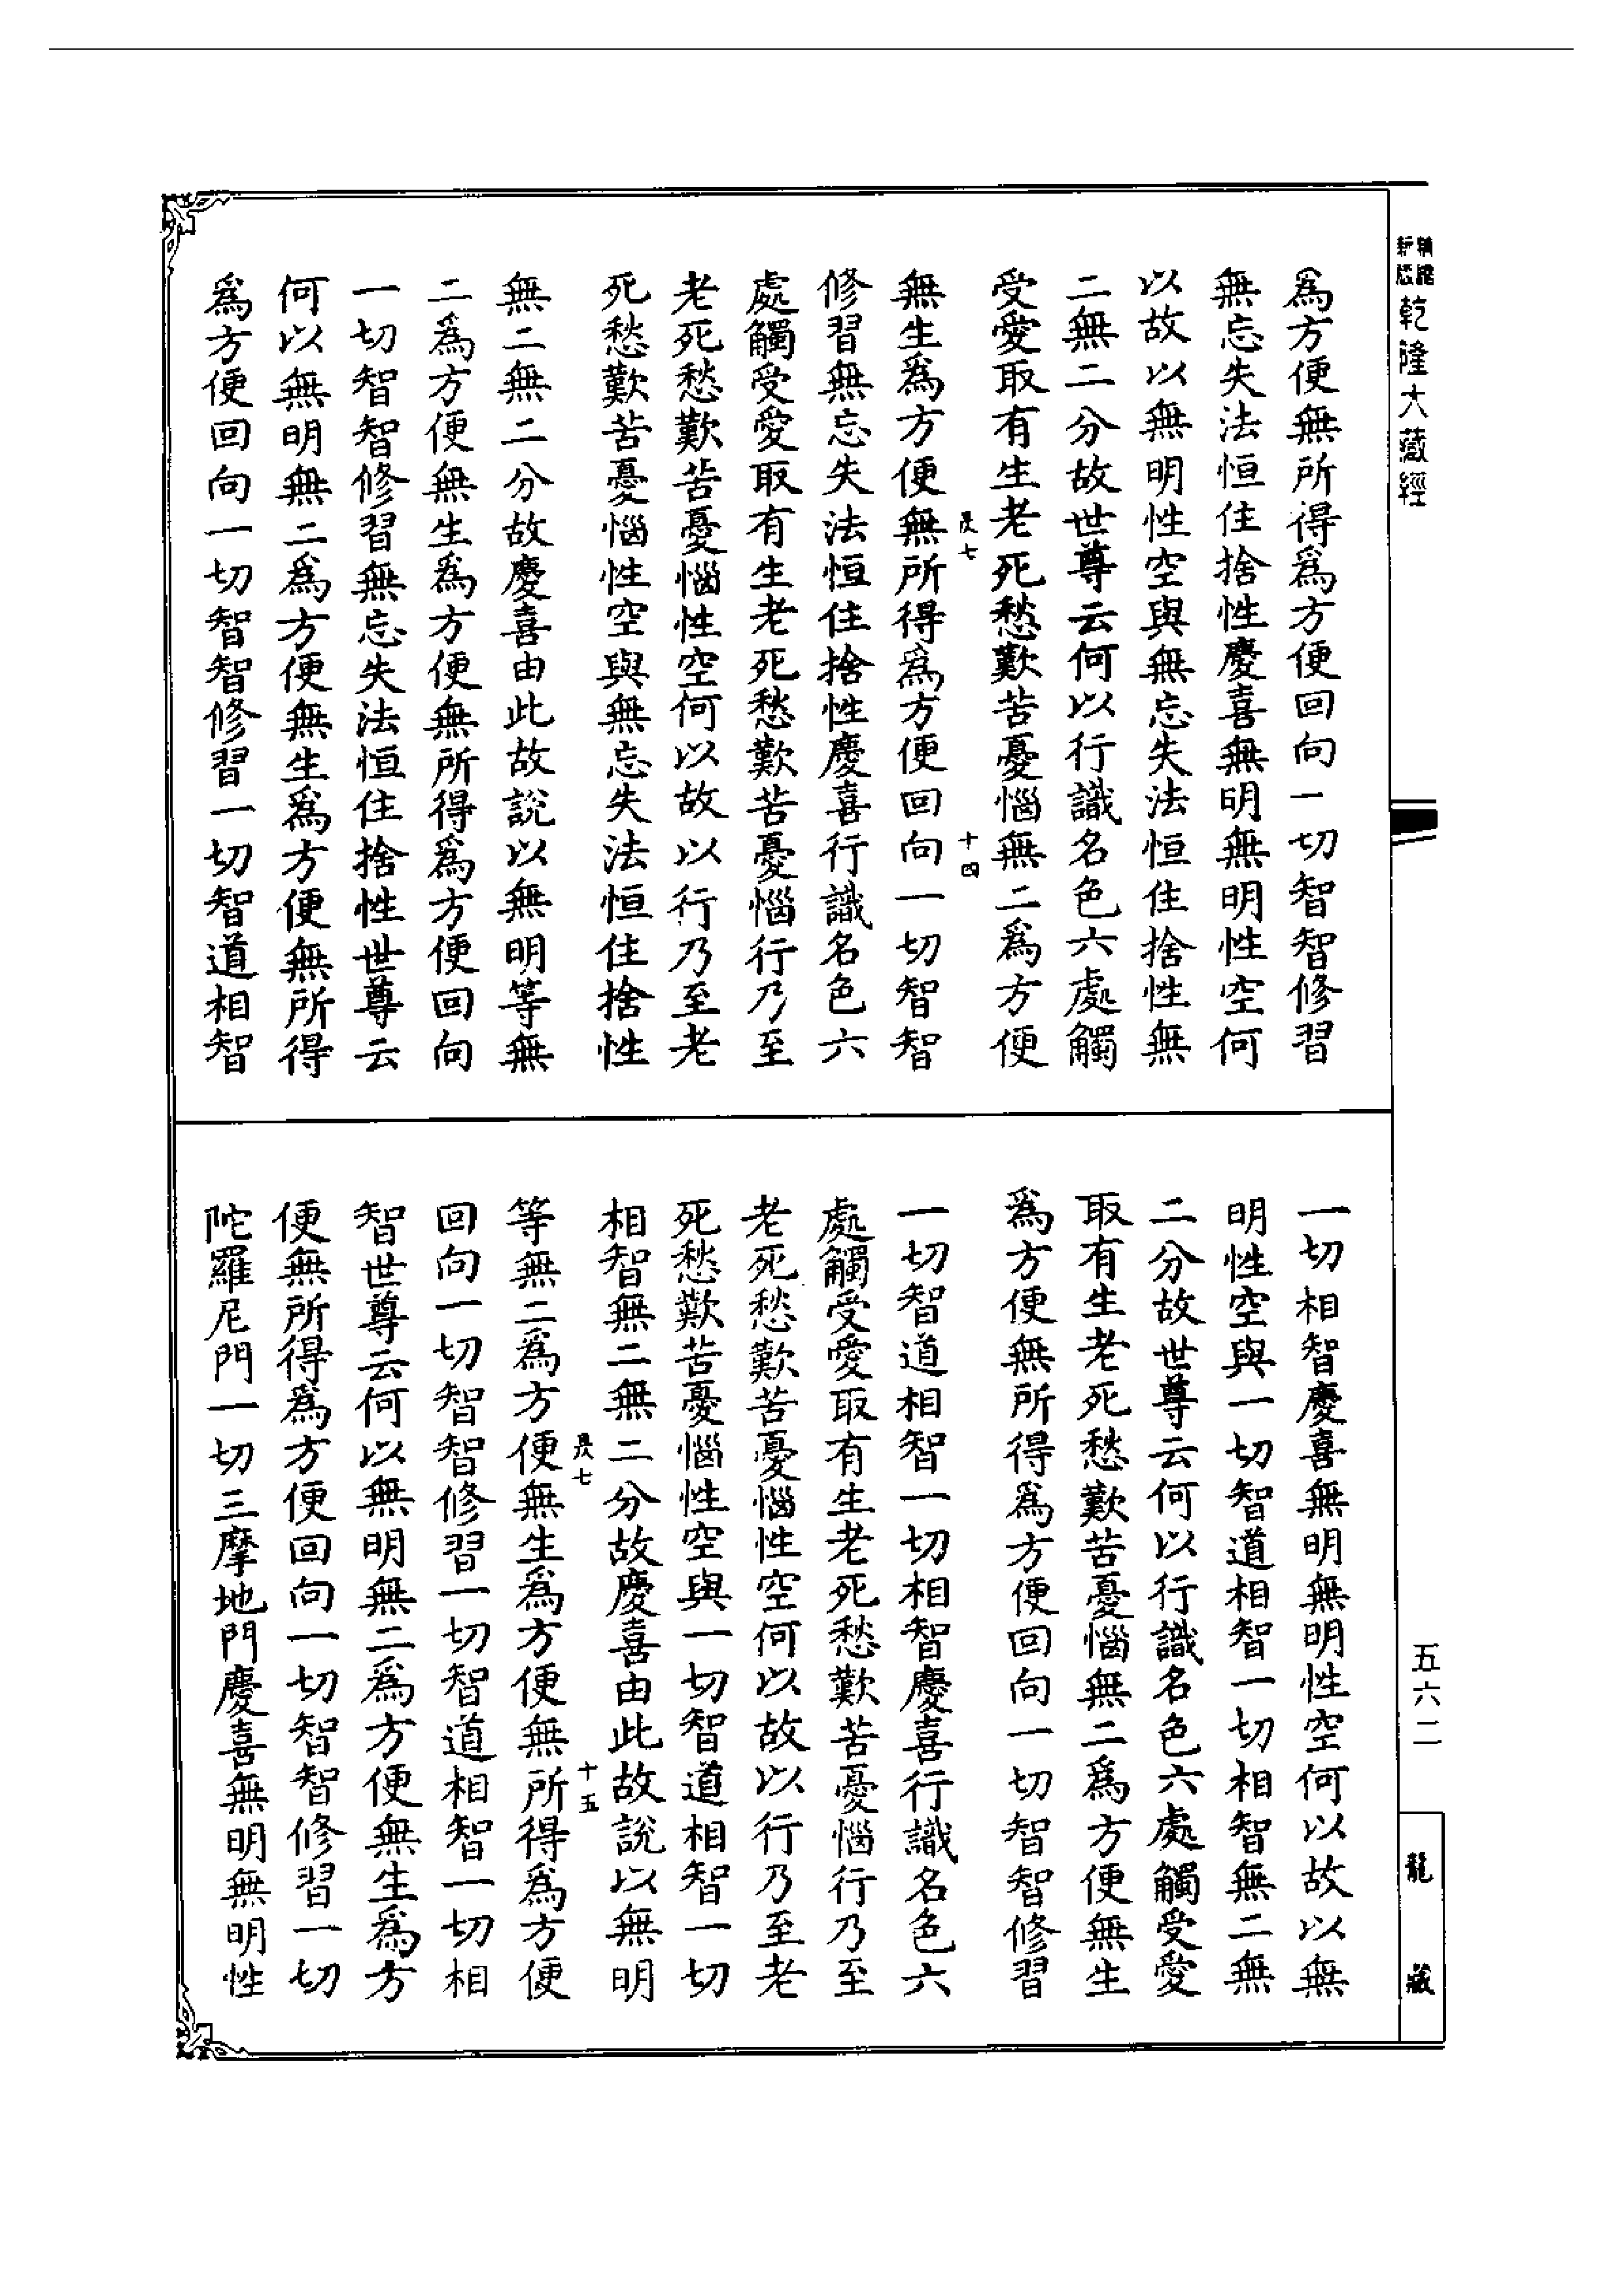 乾隆大藏經
為方便無所得為方便回向一切智智修習
無忘失法恒住捨性慶喜無明無明性空何
以故以無明性空與無忘失法恒住捨性無
二無二分故世尊云何以行識名色六處觸
受愛取有生老死愁歎苦憂惱無二為方便
無生為方便無所得為方便回向一切智智
修習無忘失法恒住捨性慶喜行識名色六
處觸受愛取有生老死愁歎苦憂惱行乃至
老死愁歎苦憂惱性空何以故以行乃至老
死愁歎苦憂惱性空與無忘失法恒住捨性
無二無二分故慶喜由此故說以無明等無
二為方便無生為方便無所得為方便回向
一切智智修習無忘失法恒住捨性世尊云
何以無明無二為方便無生為方便無所得
為方便回向一切智智修習一切智道相智
十四
一切相智慶喜無明無明性空何以故以無
明性空與一切智道相智一切相智無二無
二分故世尊云何以行識名色六處觸受愛
取有生老死愁歎苦憂惱無二為方便無生
為方便無所得為方便回向一切智智修習
一切智道相智一切相智慶喜行識名色六
處觸受愛取有生老死愁歎苦憂惱行乃至
老死愁歎苦憂惱性空何以故以行乃至老
死愁歎苦憂惱性空與一切智道相智一切
相智無二無二分故慶喜由此故說以無明
十五
等無二為方便無生為方便無所得為方便
回向一切智智修習一切智道相智一切相
智世尊云何以無明無二為方便無生為方
便無所得為方便回向一切智智修習一切
陀羅尼門一切三摩地門慶喜無明無明性
五六二
龍藏